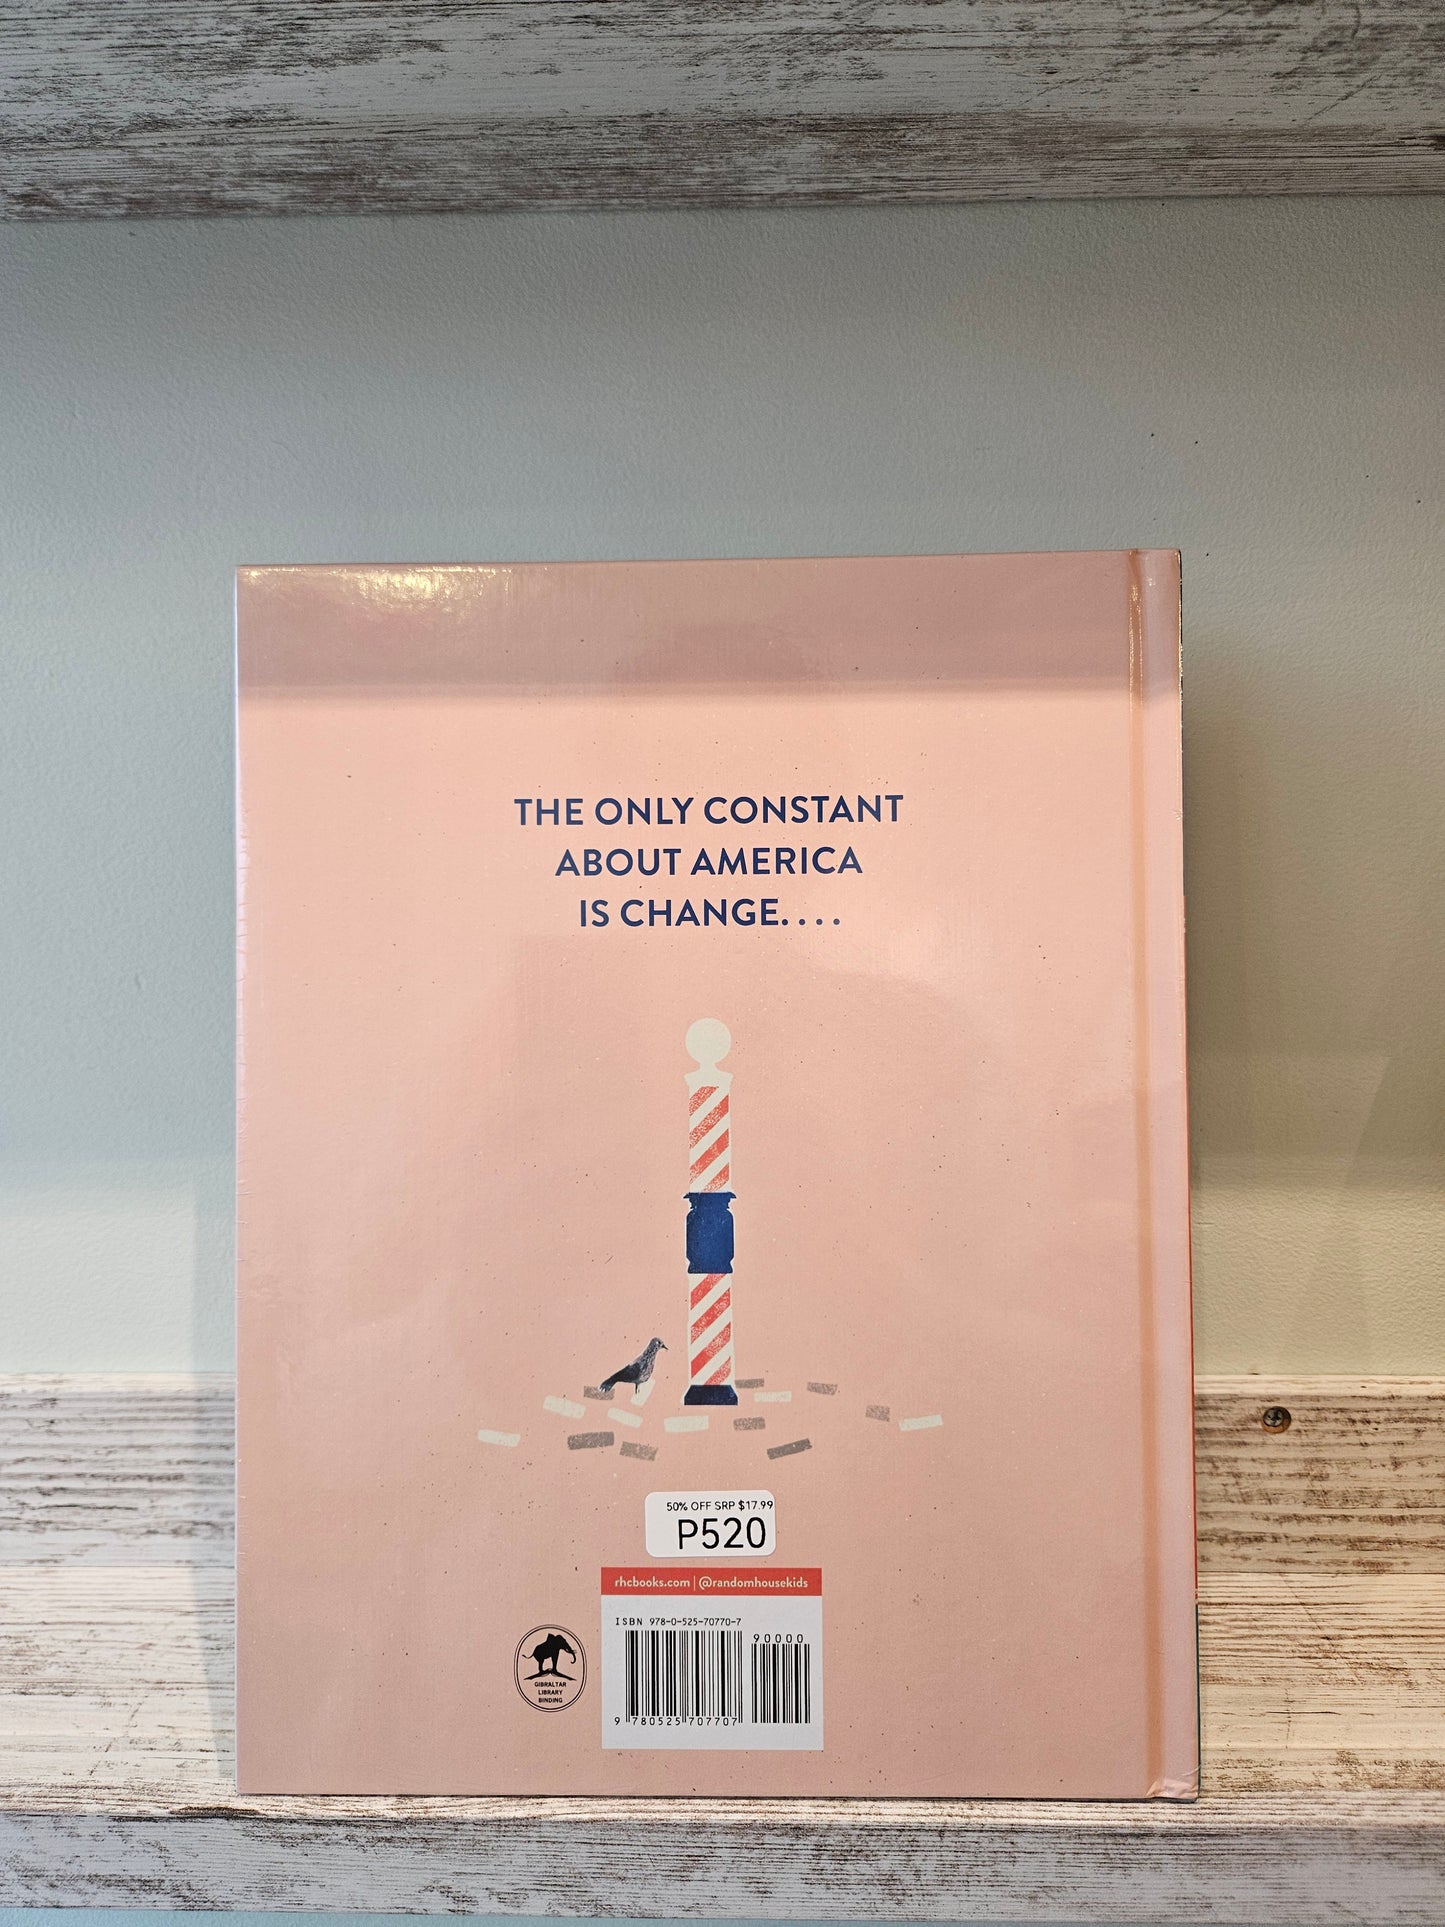 THE ONLY CONSTANT
ABOUT AMERICA
IS CHANGE. . . .
50% OFF SRP $17.99
P520
rhcbooks.com | @randomhousekids
ISBN 978-0-525-70770-7
90000
9 780525 707707
GIBRALTAR
LIBRARY
BINDING